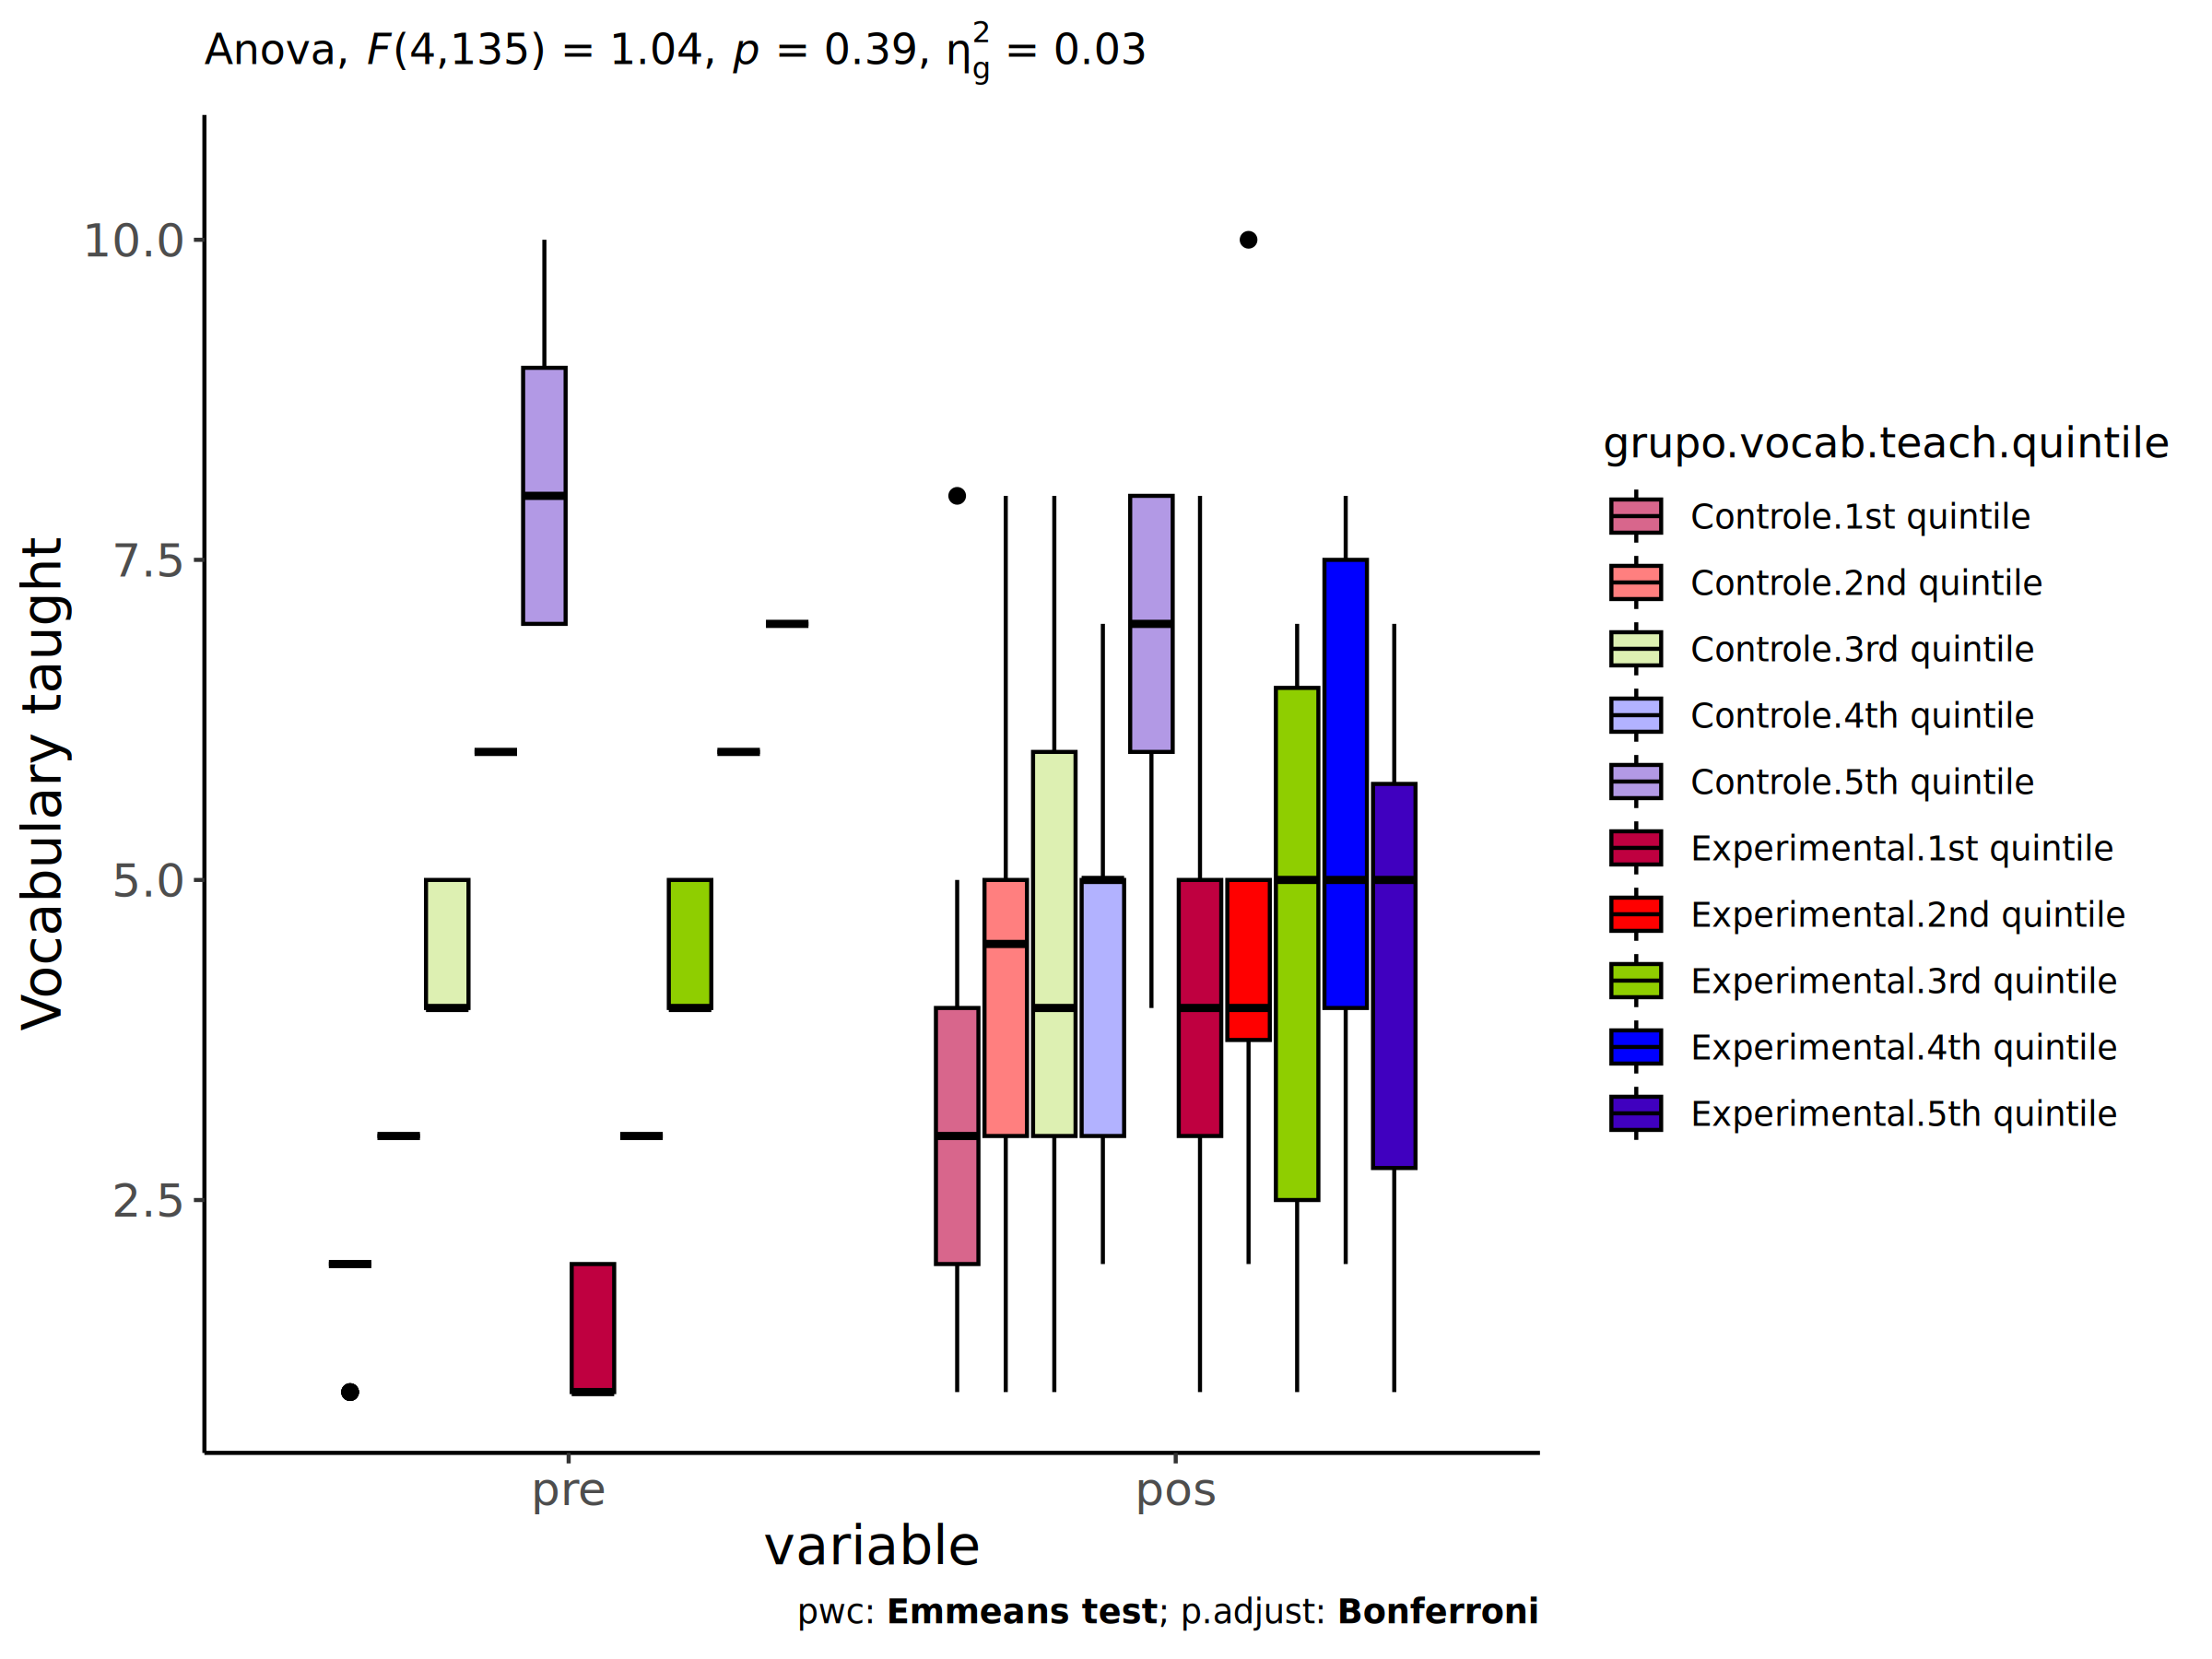 Anova, F(4,135) = 1.04, p = 0.39, η²g = 0.03
Vocabulary taught
10.0
7.5
5.0
2.5
pre
pos
variable
grupo.vocab.teach.quintile
Controle.1st quintile
Controle.2nd quintile
Controle.3rd quintile
Controle.4th quintile
Controle.5th quintile
Experimental.1st quintile
Experimental.2nd quintile
Experimental.3rd quintile
Experimental.4th quintile
Experimental.5th quintile
pwc: Emmeans test; p.adjust: Bonferroni